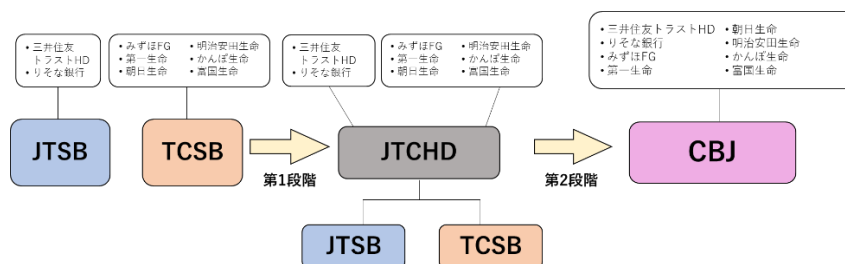 • 三井住友
トラストHD
• りそな銀行
• みずほFG
• 第一生命
• 朝日生命
• 明治安田生命
• かんぽ生命
• 富国生命
• 三井住友
トラストHD
• りそな銀行
• みずほFG
• 第一生命
• 朝日生命
• 明治安田生命
• かんぽ生命
• 富国生命
• 三井住友トラストHD
• りそな銀行
• みずほFG
• 第一生命
• 朝日生命
• 明治安田生命
• かんぽ生命
• 富国生命
JTSB
TCSB
第1段階
JTCHD
第2段階
CBJ
JTSB
TCSB